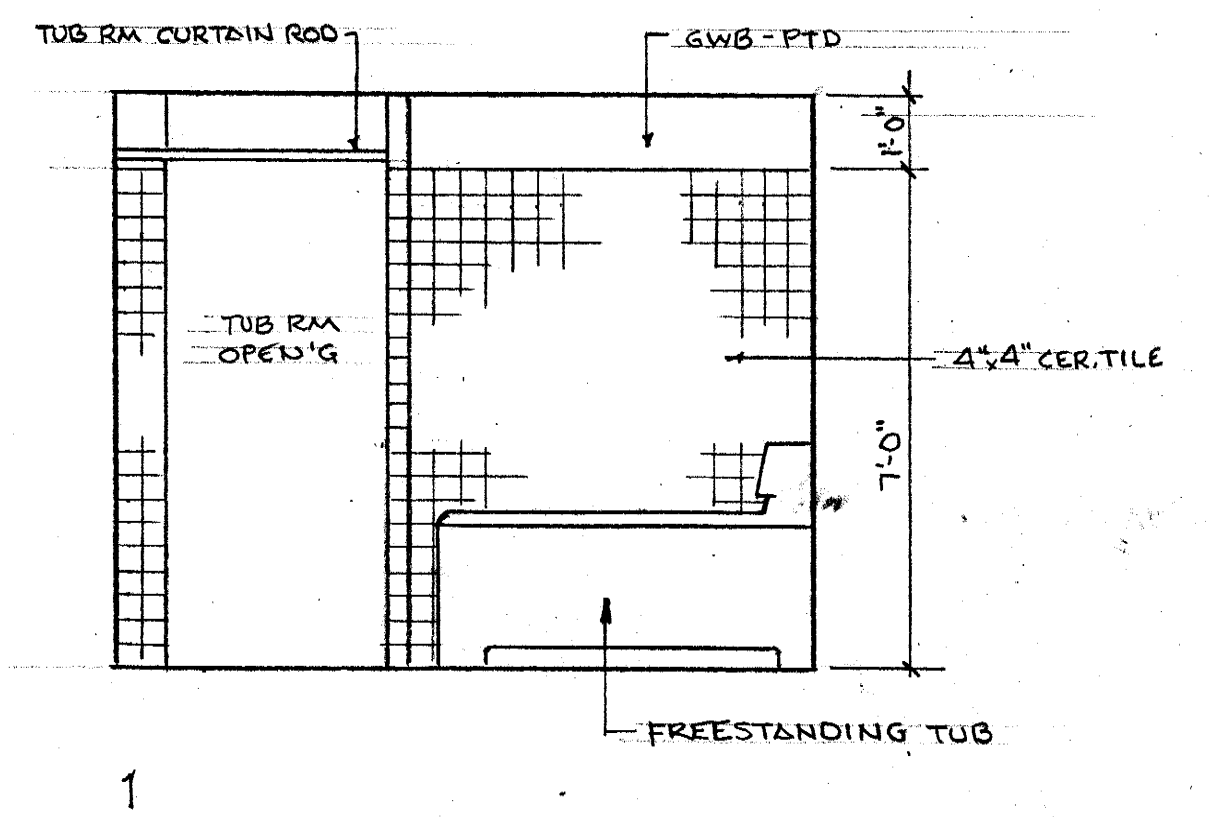 TUB RM CURTAIN ROD
GWB - PTD
1'-0"
TUB RM
OPEN'G
4"x4" CER. TILE
7'-0"
FREESTANDING TUB
1